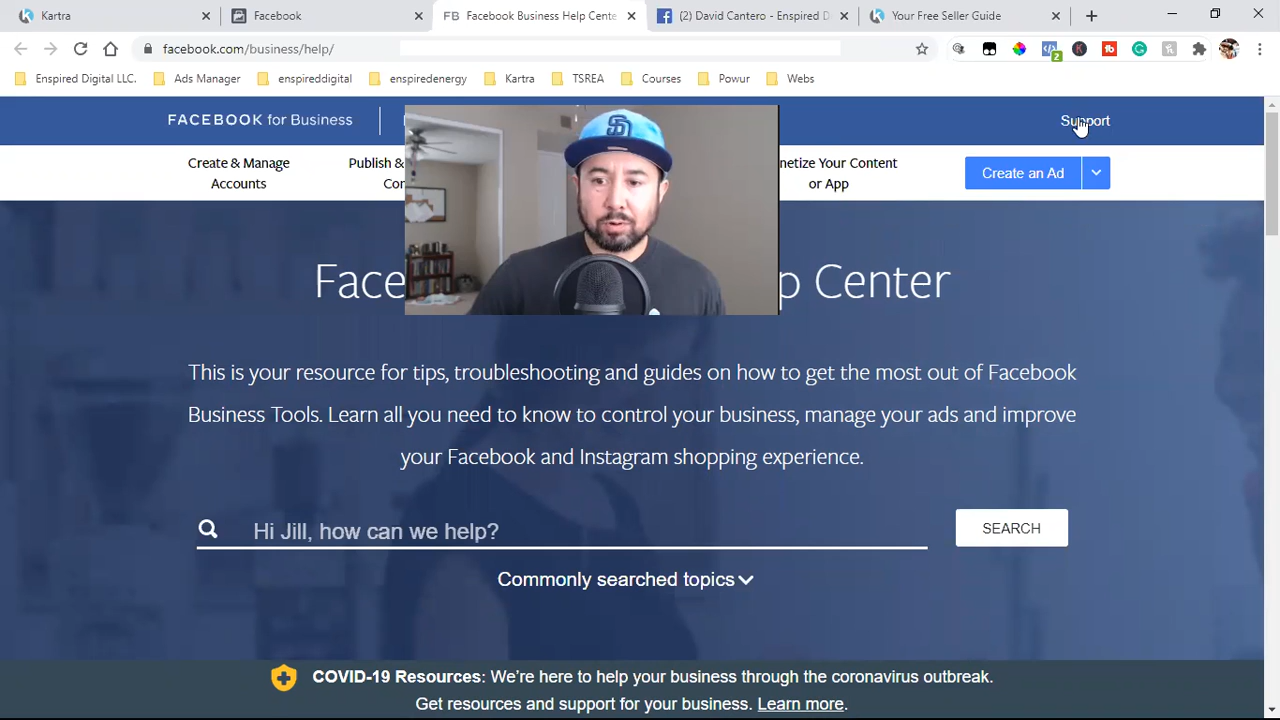 Kartra
Facebook
FB Facebook Business Help Cente
(2) David Cantero - Enspired D
Your Free Seller Guide
facebook.com/business/help/
2
Enspired Digital LLC.
Ads Manager
enspireddigital
enspiredenergy
Kartra
TSREA
Courses
Powur
Webs
FACEBOOK for Business
Support
Create & Manage
Accounts
Publish &
Con
netize Your Content
or App
Create an Ad
SD
Face p Center
This is your resource for tips, troubleshooting and guides on how to get the most out of Facebook
Business Tools. Learn all you need to know to control your business, manage your ads and improve
your Facebook and Instagram shopping experience.
Hi Jill, how can we help?
SEARCH
Commonly searched topics
COVID-19 Resources: We're here to help your business through the coronavirus outbreak.
Get resources and support for your business. Learn more.